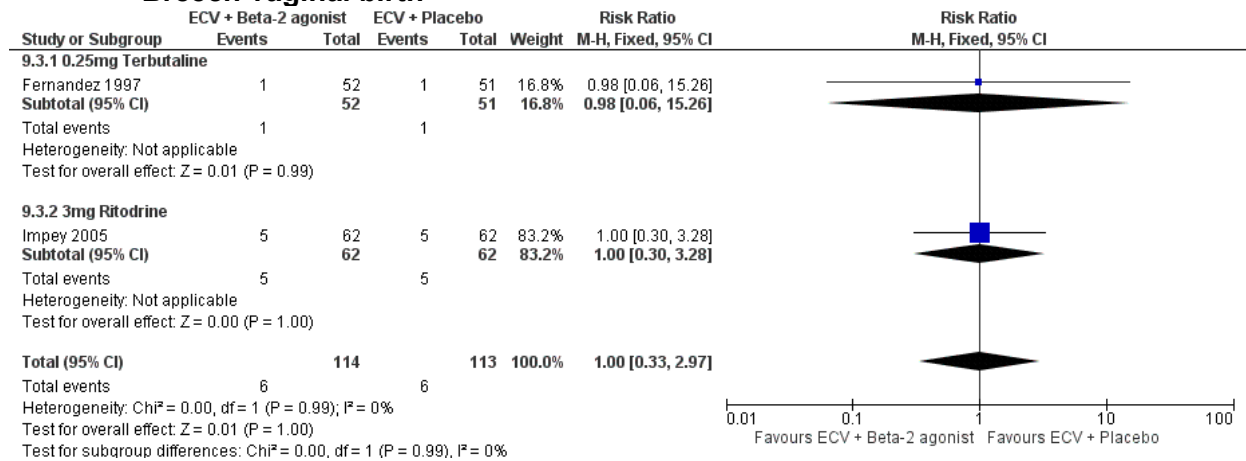 Breech vaginal birth
ECV + Beta-2 agonist ECV + Placebo Risk Ratio Risk Ratio
Study or Subgroup Events Total Events Total Weight M-H, Fixed, 95% CI M-H, Fixed, 95% CI
9.3.1 0.25mg Terbutaline
Fernandez 1997 1 52 1 51 16.8% 0.98 [0.06, 15.26]
Subtotal (95% CI) 52 51 16.8% 0.98 [0.06, 15.26]
Total events 1 1
Heterogeneity: Not applicable
Test for overall effect: Z = 0.01 (P = 0.99)
9.3.2 3mg Ritodrine
Impey 2005 5 62 5 62 83.2% 1.00 [0.30, 3.28]
Subtotal (95% CI) 62 62 83.2% 1.00 [0.30, 3.28]
Total events 5 5
Heterogeneity: Not applicable
Test for overall effect: Z = 0.00 (P = 1.00)
Total (95% CI) 114 113 100.0% 1.00 [0.33, 2.97]
Total events 6 6
Heterogeneity: Chi² = 0.00, df = 1 (P = 0.99); I² = 0%
Test for overall effect: Z = 0.01 (P = 1.00)
Test for subgroup differences: Chi² = 0.00, df = 1 (P = 0.99), I² = 0%
0.01 0.1 1 10 100
Favours ECV + Beta-2 agonist Favours ECV + Placebo